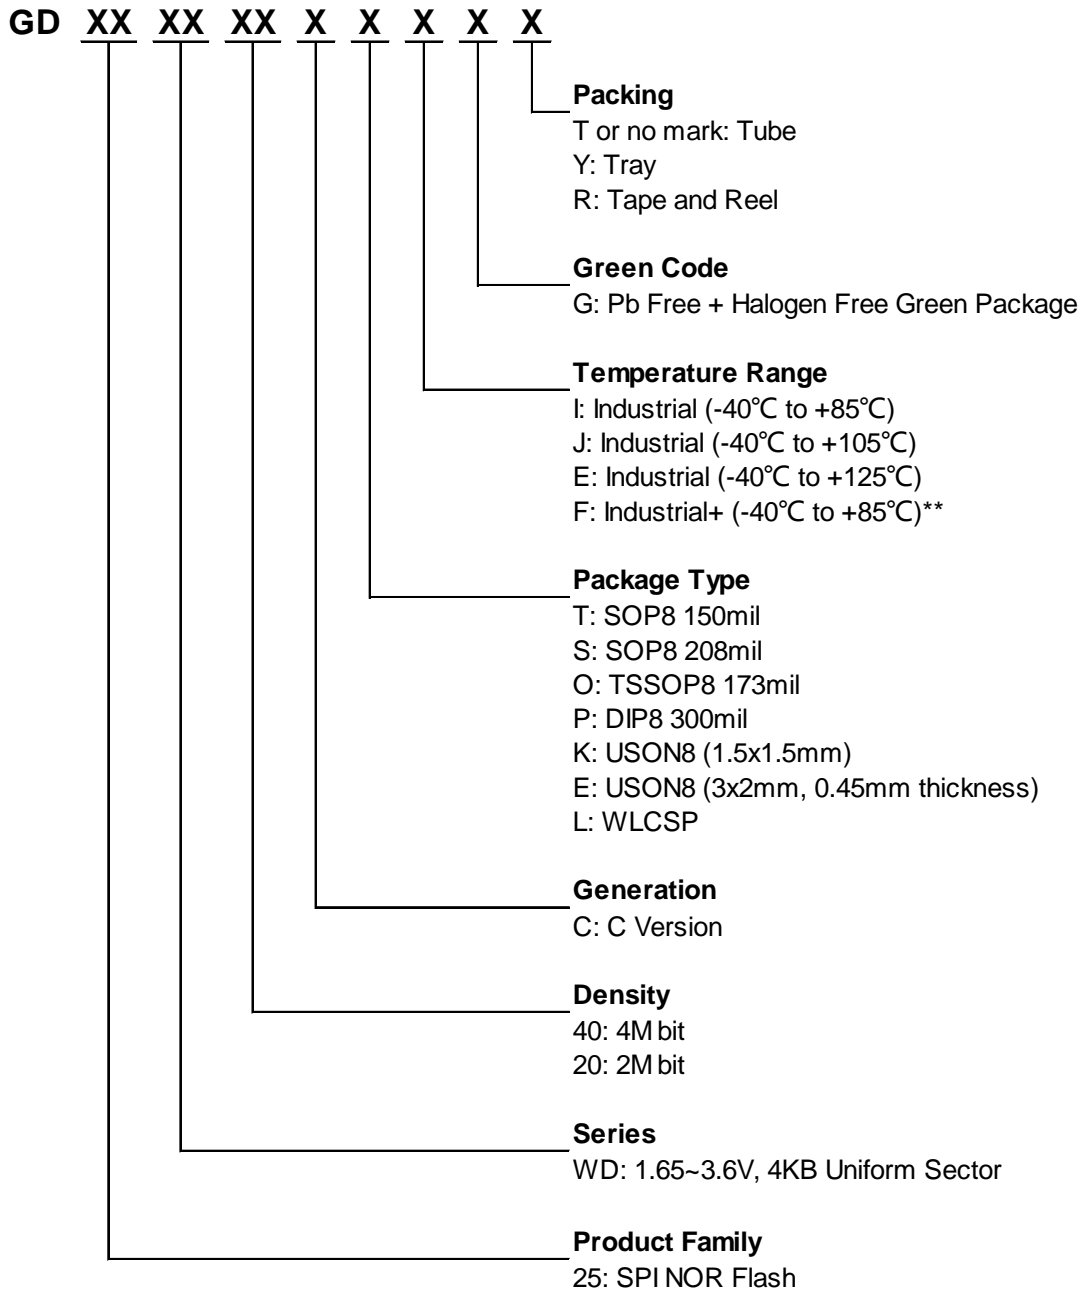 GD XX XX XX X X X X X
Packing
T or no mark: Tube
Y: Tray
R: Tape and Reel
Green Code
G: Pb Free + Halogen Free Green Package
Temperature Range
I: Industrial (-40℃ to +85℃)
J: Industrial (-40℃ to +105℃)
E: Industrial (-40℃ to +125℃)
F: Industrial+ (-40℃ to +85℃)**
Package Type
T: SOP8 150mil
S: SOP8 208mil
O: TSSOP8 173mil
P: DIP8 300mil
K: USON8 (1.5x1.5mm)
E: USON8 (3x2mm, 0.45mm thickness)
L: WLCSP
Generation
C: C Version
Density
40: 4M bit
20: 2M bit
Series
WD: 1.65~3.6V, 4KB Uniform Sector
Product Family
25: SPI NOR Flash